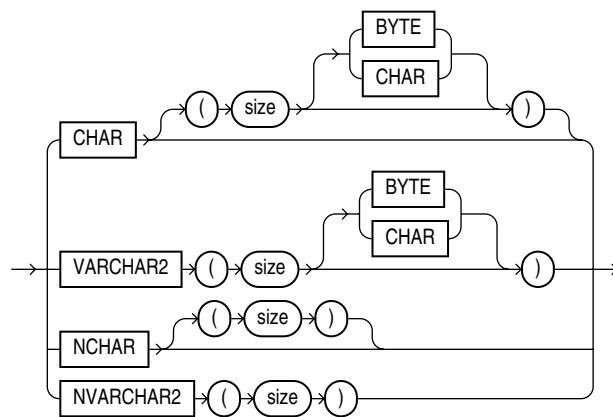 BYTE
CHAR
( size )
CHAR
BYTE
CHAR
VARCHAR2 ( size )
( size )
NCHAR
NVARCHAR2 ( size )